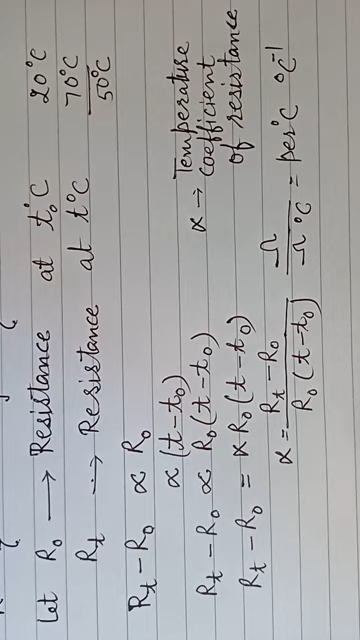 Let R₀ → Resistance at t₀°C 20°C
Rₜ → Resistance at t°C 70°C
50°C
Rₜ - R₀ ∝ R₀
∝ (t - t₀)
Rₜ - R₀ ∝ R₀ (t - t₀) α → Temperature
coefficient
of resistance
Rₜ - R₀ = α R₀ (t - t₀)
α = Rₜ - R₀ / R₀ (t - t₀) Ω / Ω °C = per°C °C⁻¹